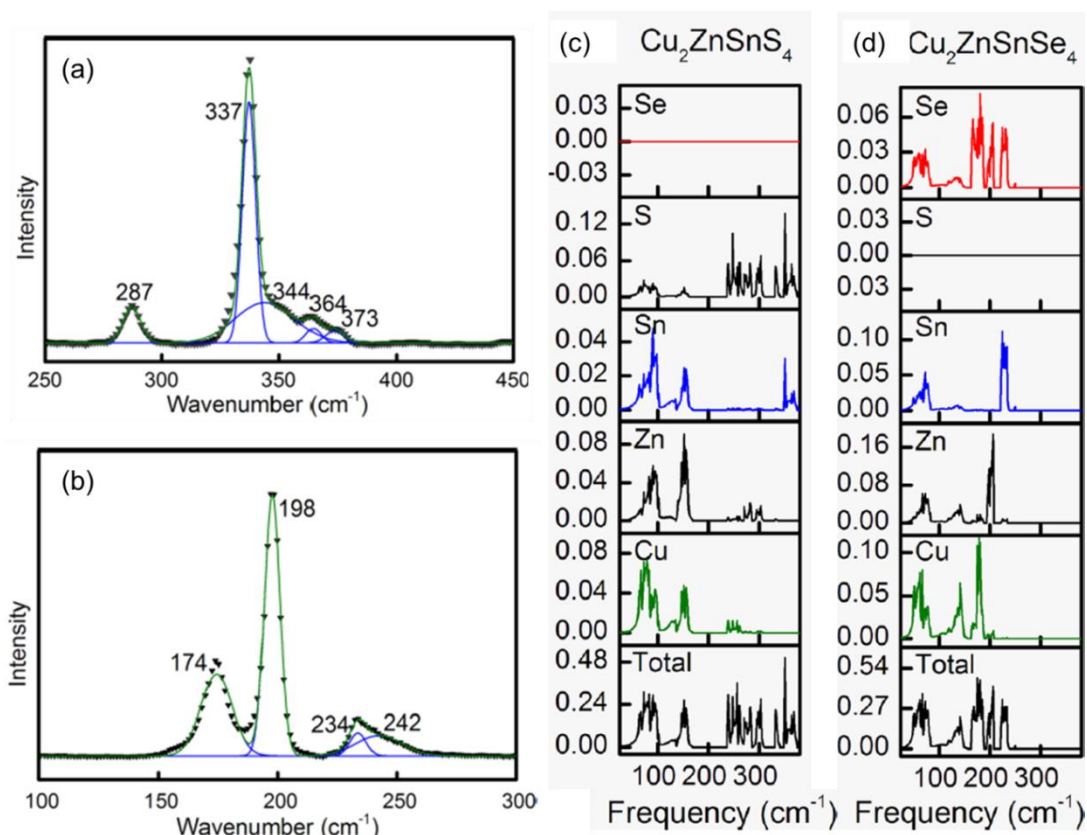 (a)
337
287
344
364
373
Intensity
250 300 350 400 450
Wavenumber (cm⁻¹)
(b)
198
174
234
242
Intensity
100 150 200 250 300
Wavenumber (cm⁻¹)
(c) Cu₂ZnSnS₄
Se
0.03
0.00
-0.03
S
0.12
0.06
0.00
Sn
0.04
0.02
0.00
Zn
0.08
0.04
0.00
Cu
0.08
0.04
0.00
Total
0.48
0.24
0.00
100 200 300
Frequency (cm⁻¹)
(d) Cu₂ZnSnSe₄
Se
0.06
0.03
0.00
S
0.03
0.00
0.03
Sn
0.10
0.05
0.00
Zn
0.16
0.08
0.00
Cu
0.10
0.05
0.00
Total
0.54
0.27
0.00
100 200 300
Frequency (cm⁻¹)